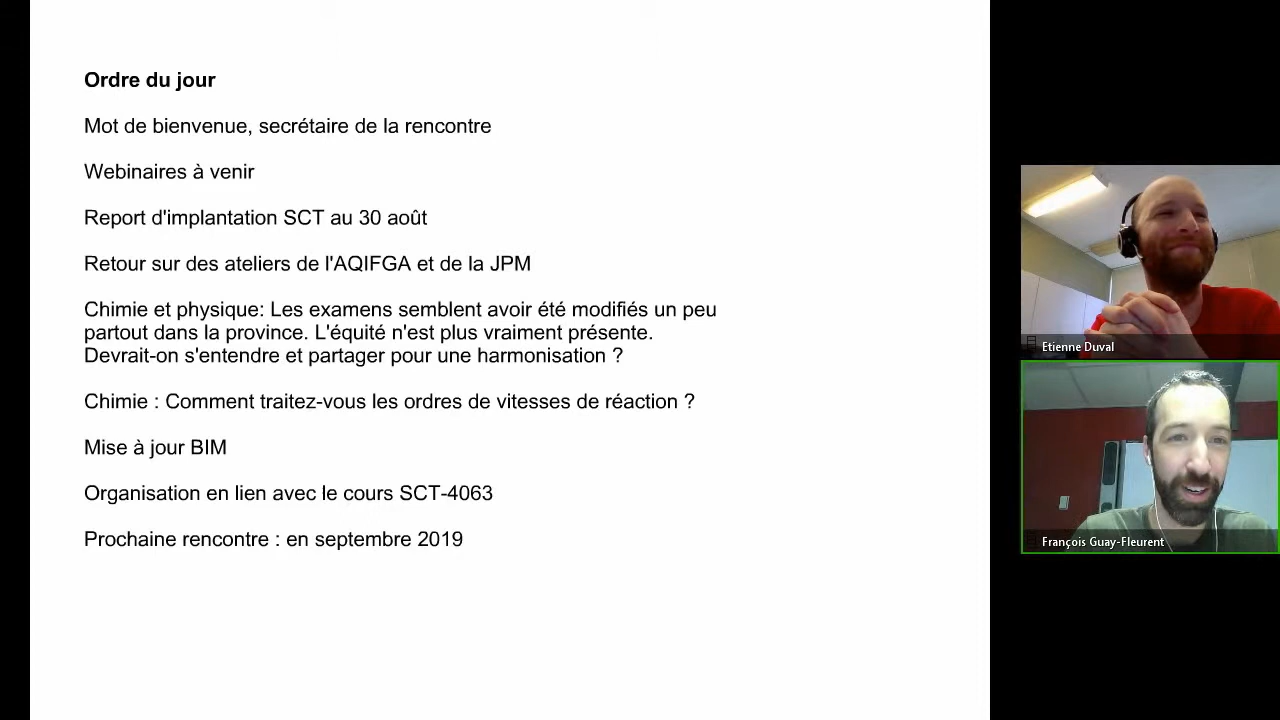 Ordre du jour
Mot de bienvenue, secrétaire de la rencontre
Webinaires à venir
Report d'implantation SCT au 30 août
Retour sur des ateliers de l'AQIFGA et de la JPM
Chimie et physique: Les examens semblent avoir été modifiés un peu
partout dans la province. L'équité n'est plus vraiment présente.
Devrait-on s'entendre et partager pour une harmonisation ?
Chimie : Comment traitez-vous les ordres de vitesses de réaction ?
Mise à jour BIM
Organisation en lien avec le cours SCT-4063
Prochaine rencontre : en septembre 2019
Etienne Duval
François Guay-Fleurent